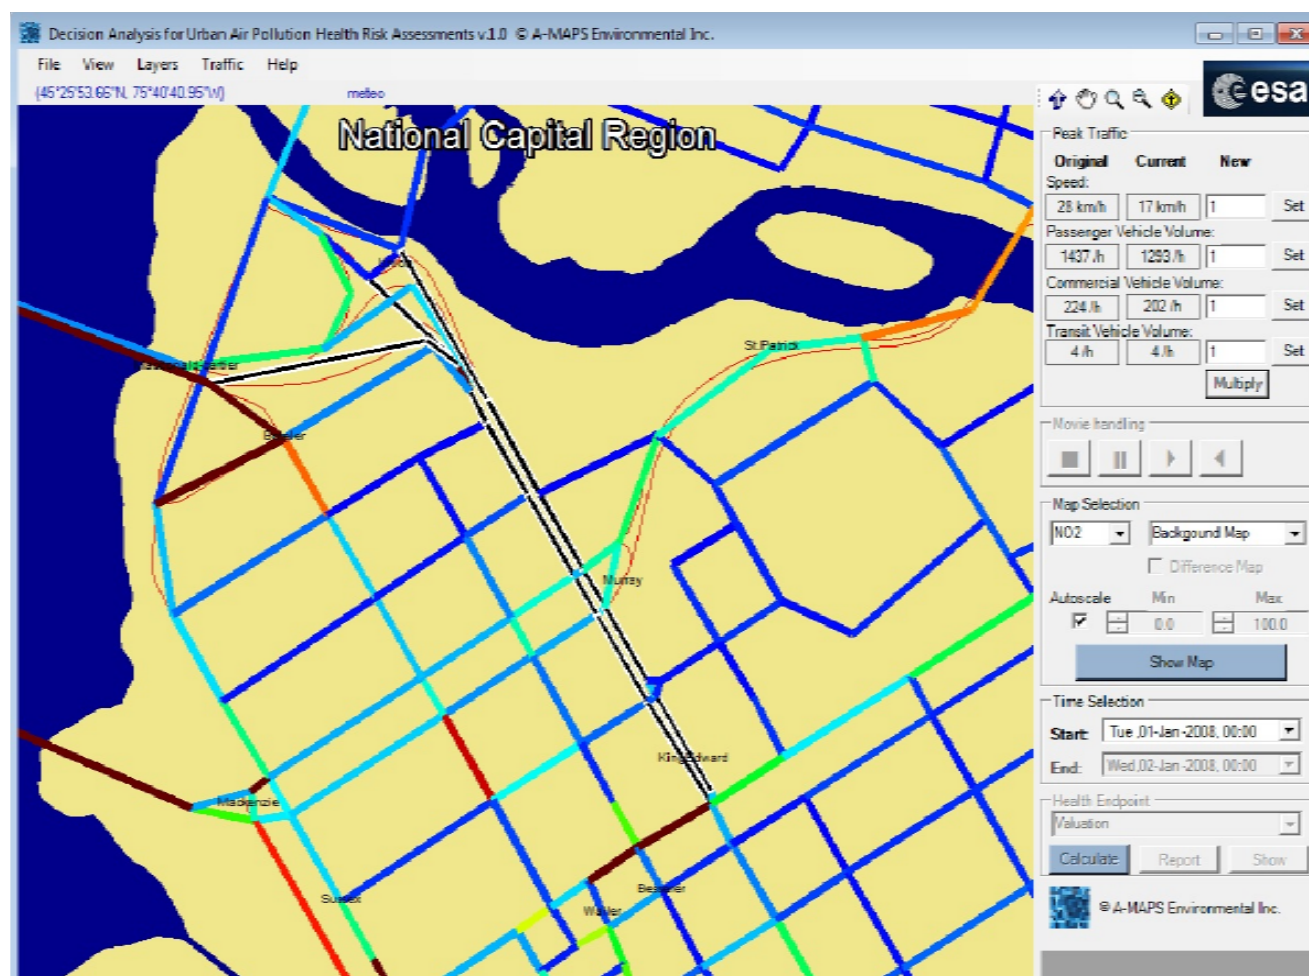 Decision Analysis for Urban Air Pollution Health Risk Assessments v.1.0 © A-MAPS Environmental Inc.
File View Layers Traffic Help
(45°25'53.66"N, 75°40'40.95"W) meteo
esa
National Capital Region
St.Patrick
Murray
KingEdward
Mackenzie
Sussex
Waller
Peak Traffic
Original Current New
Speed:
28 km/h 17 km/h 1 Set
Passenger Vehicle Volume:
1437 /h 1293 /h 1 Set
Commercial Vehicle Volume:
224 /h 202 /h 1 Set
Transit Vehicle Volume:
4 /h 4 /h 1 Set
Multiply
Movie handling
Map Selection
NO2 Backgound Map
Difference Map
Autoscale Min Max
0.0 100.0
Show Map
Time Selection
Start: Tue ,01-Jan-2008, 00:00
End: Wed,02-Jan-2008, 00:00
Health Endpoint
Valuation
Calculate Report Show
© A-MAPS Environmental Inc.